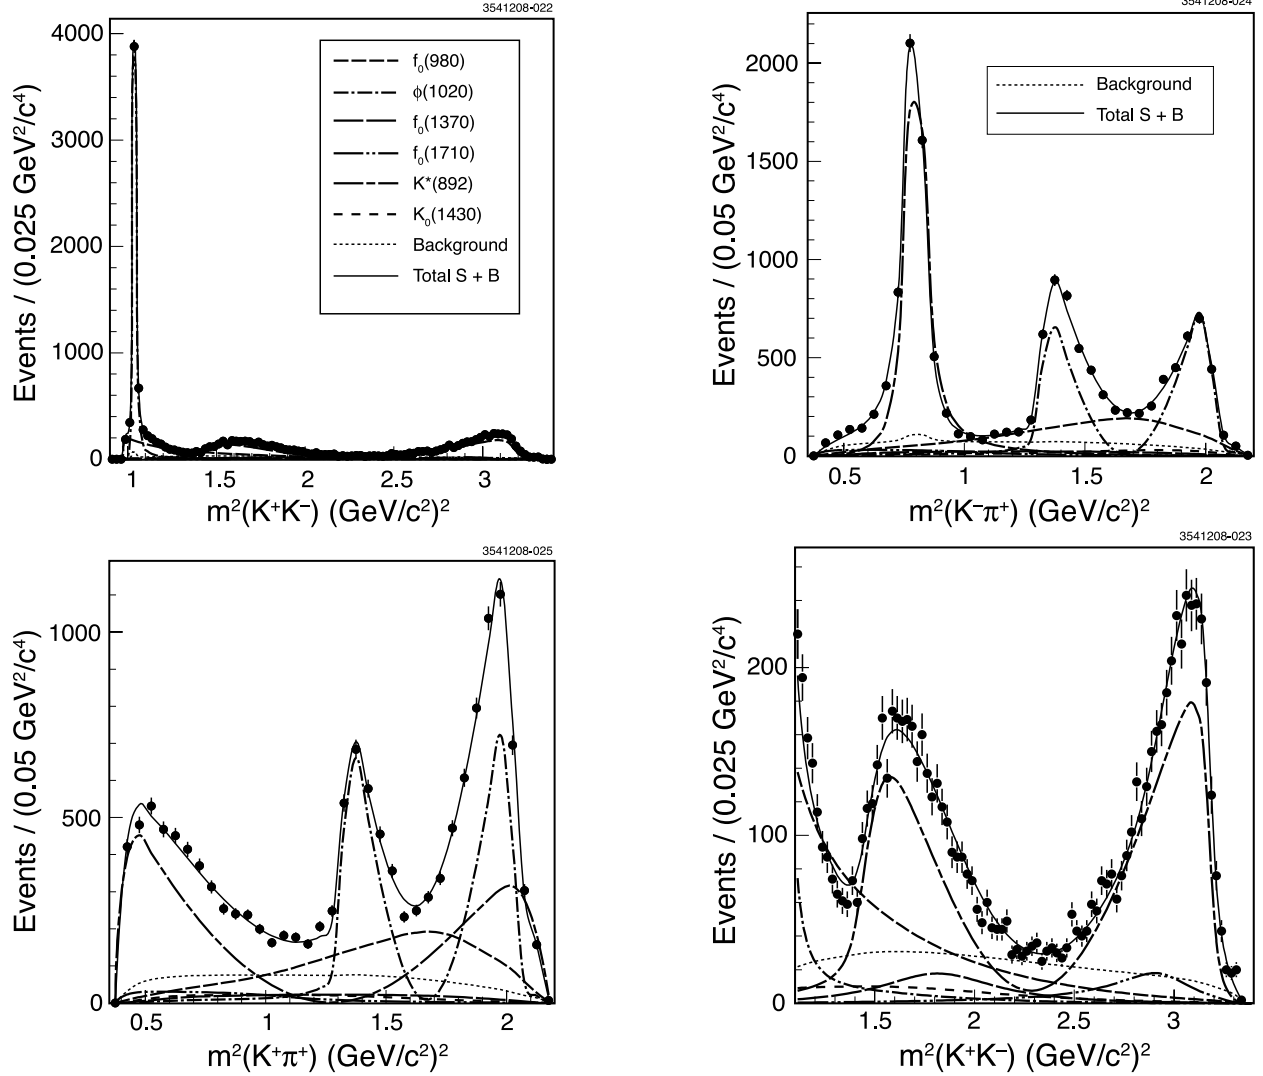 3541208-022
4000
3000
2000
1000
0
Events / (0.025 GeV²/c⁴)
f₀(980)
ϕ(1020)
f₀(1370)
f₀(1710)
K*(892)
K₀(1430)
Background
Total S + B
1 1.5 2 2.5 3
m²(K⁺K⁻) (GeV/c²)²
3541208-024
2000
1500
1000
500
0
Events / (0.05 GeV²/c⁴)
Background
Total S + B
0.5 1 1.5 2
m²(K⁻π⁺) (GeV/c²)²
3541208-025
1000
500
0
Events / (0.05 GeV²/c⁴)
0.5 1 1.5 2
m²(K⁺π⁺) (GeV/c²)²
3541208-023
200
100
0
Events / (0.025 GeV²/c⁴)
1.5 2 2.5 3
m²(K⁺K⁻) (GeV/c²)²